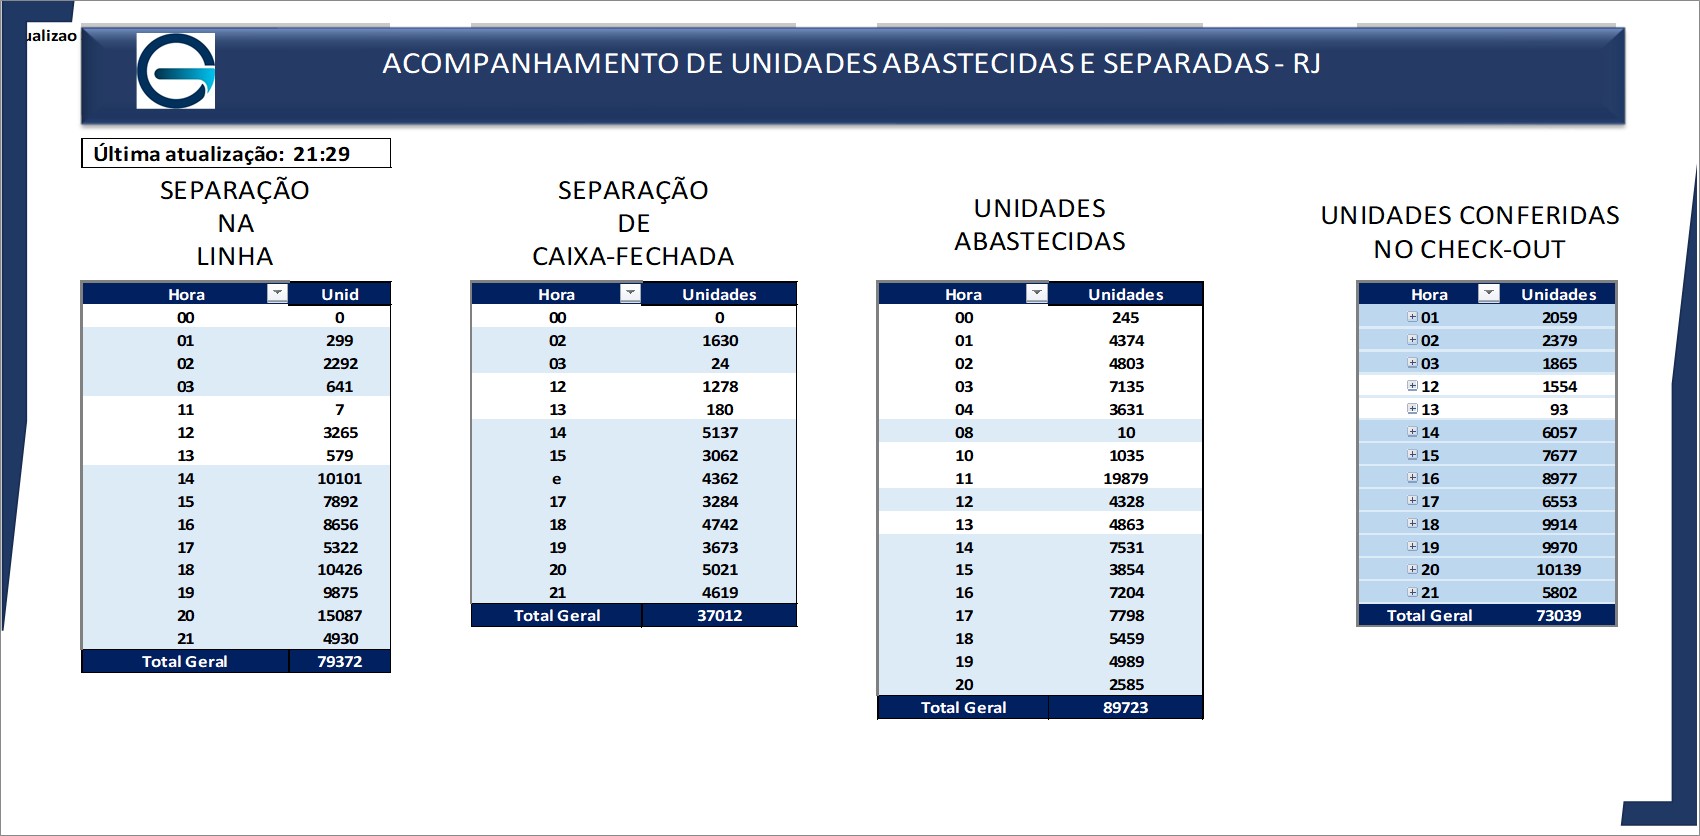 ualizao
ACOMPANHAMENTO DE UNIDADES ABASTECIDAS E SEPARADAS - RJ
Última atualização: 21:29
SEPARAÇÃO
NA
LINHA
Hora Unid
00 0
01 299
02 2292
03 641
11 7
12 3265
13 579
14 10101
15 7892
16 8656
17 5322
18 10426
19 9875
20 15087
21 4930
Total Geral 79372
SEPARAÇÃO
DE
CAIXA-FECHADA
Hora Unidades
00 0
02 1630
03 24
12 1278
13 180
14 5137
15 3062
e 4362
17 3284
18 4742
19 3673
20 5021
21 4619
Total Geral 37012
UNIDADES
ABASTECIDAS
Hora Unidades
00 245
01 4374
02 4803
03 7135
04 3631
08 10
10 1035
11 19879
12 4328
13 4863
14 7531
15 3854
16 7204
17 7798
18 5459
19 4989
20 2585
Total Geral 89723
UNIDADES CONFERIDAS
NO CHECK-OUT
Hora Unidades
01 2059
02 2379
03 1865
12 1554
13 93
14 6057
15 7677
16 8977
17 6553
18 9914
19 9970
20 10139
21 5802
Total Geral 73039